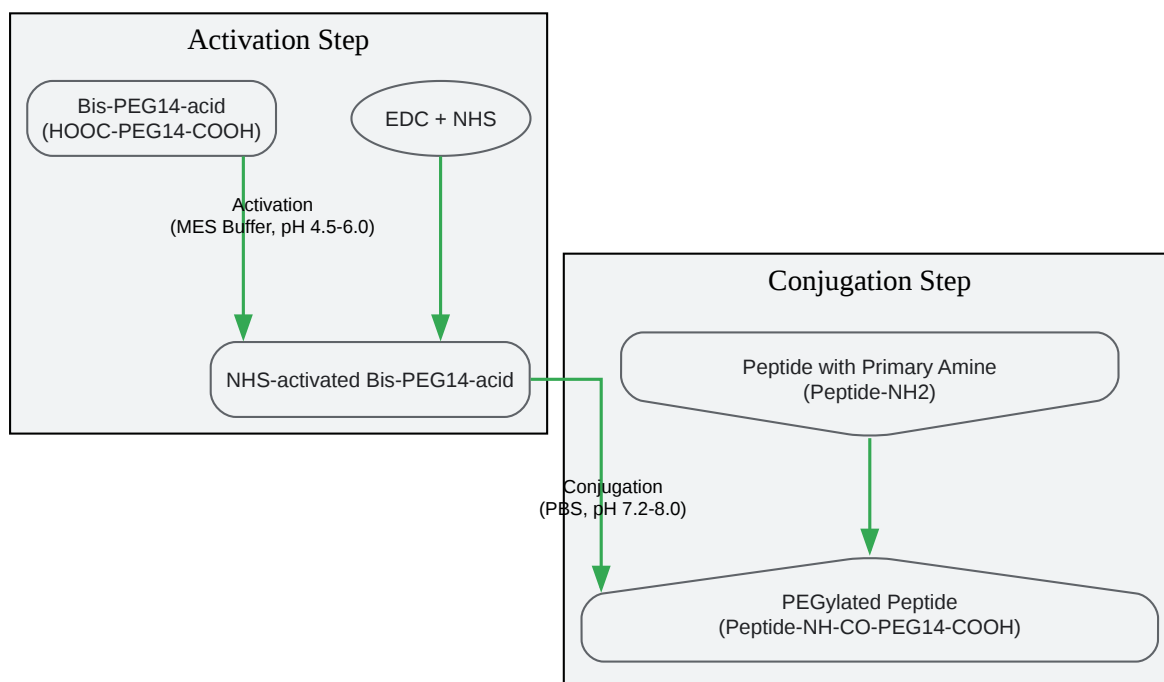 Activation Step
Bis-PEG14-acid
(HOOC-PEG14-COOH)
EDC + NHS
Activation
(MES Buffer, pH 4.5-6.0)
NHS-activated Bis-PEG14-acid
Conjugation Step
Peptide with Primary Amine
(Peptide-NH2)
Conjugation
(PBS, pH 7.2-8.0)
PEGylated Peptide
(Peptide-NH-CO-PEG14-COOH)